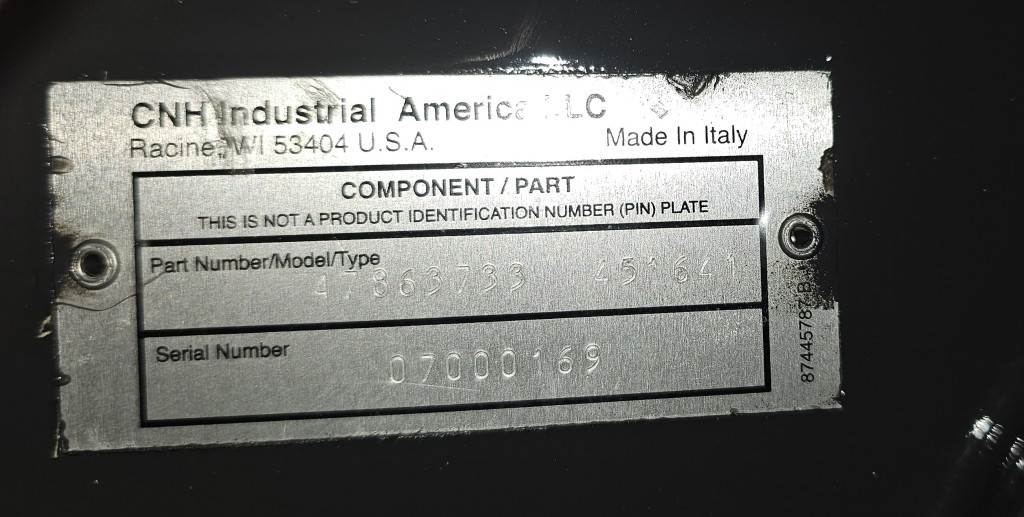 CNH Industrial America LLC
Racine, WI 53404 U.S.A.
Made In Italy
COMPONENT / PART
THIS IS NOT A PRODUCT IDENTIFICATION NUMBER (PIN) PLATE
Part Number/Model/Type
47363733 451641
Serial Number
07000169
87445787 B